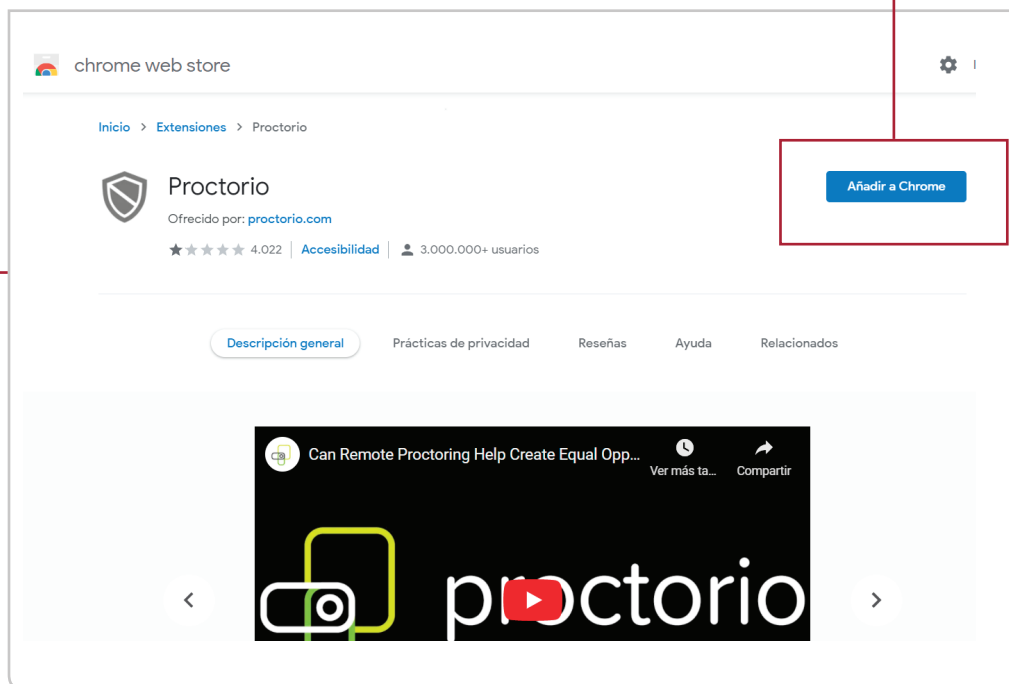 chrome web store
Inicio > Extensiones > Proctorio
Proctorio
Ofrecido por: proctorio.com
4.022 Accesibilidad 3.000.000+ usuarios
Añadir a Chrome
Descripción general Prácticas de privacidad Reseñas Ayuda Relacionados
Can Remote Proctoring Help Create Equal Opp...
Ver más ta... Compartir
proctorio